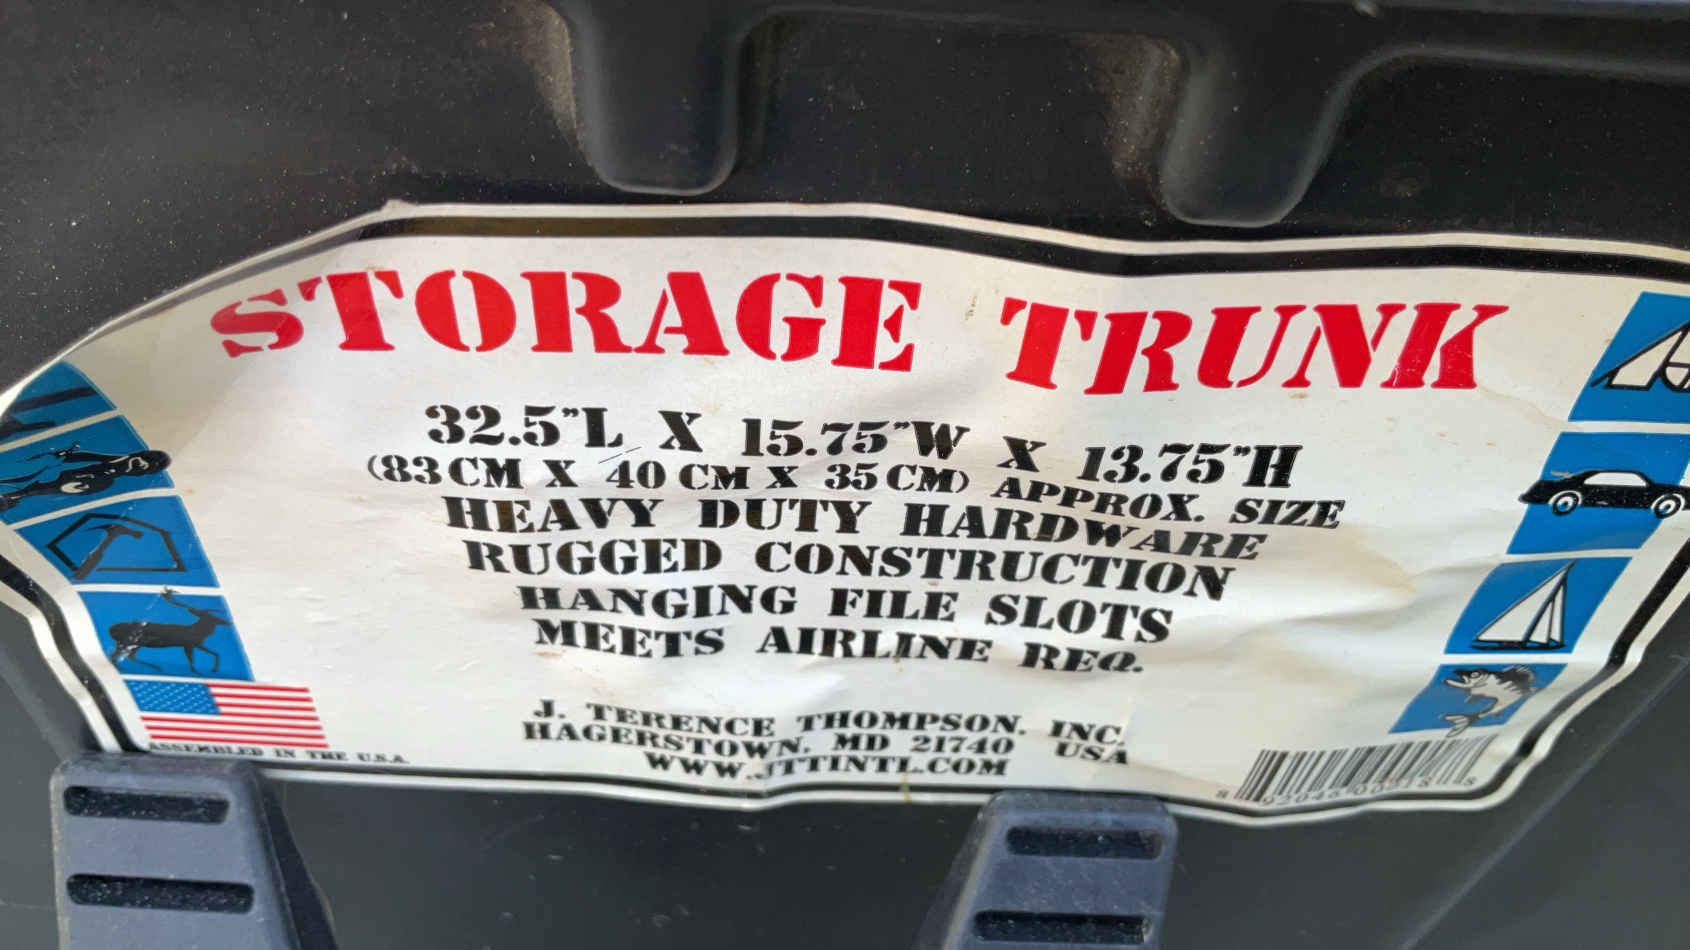 STORAGE TRUNK
32.5"L X 15.75"W X 13.75"H
(83 CM X 40 CM X 35 CM) APPROX. SIZE
HEAVY DUTY HARDWARE
RUGGED CONSTRUCTION
HANGING FILE SLOTS
MEETS AIRLINE REQ.
J. TERENCE THOMPSON, INC.
HAGERSTOWN, MD 21740 USA
WWW.JTTINTL.COM
ASSEMBLED IN THE U.S.A.